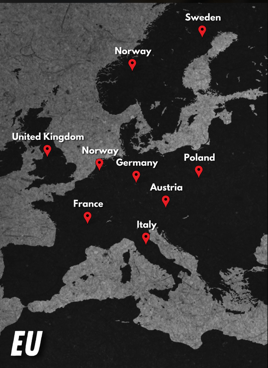 Sweden
Norway
United Kingdom
Norway
Germany
Poland
Austria
France
Italy
EU